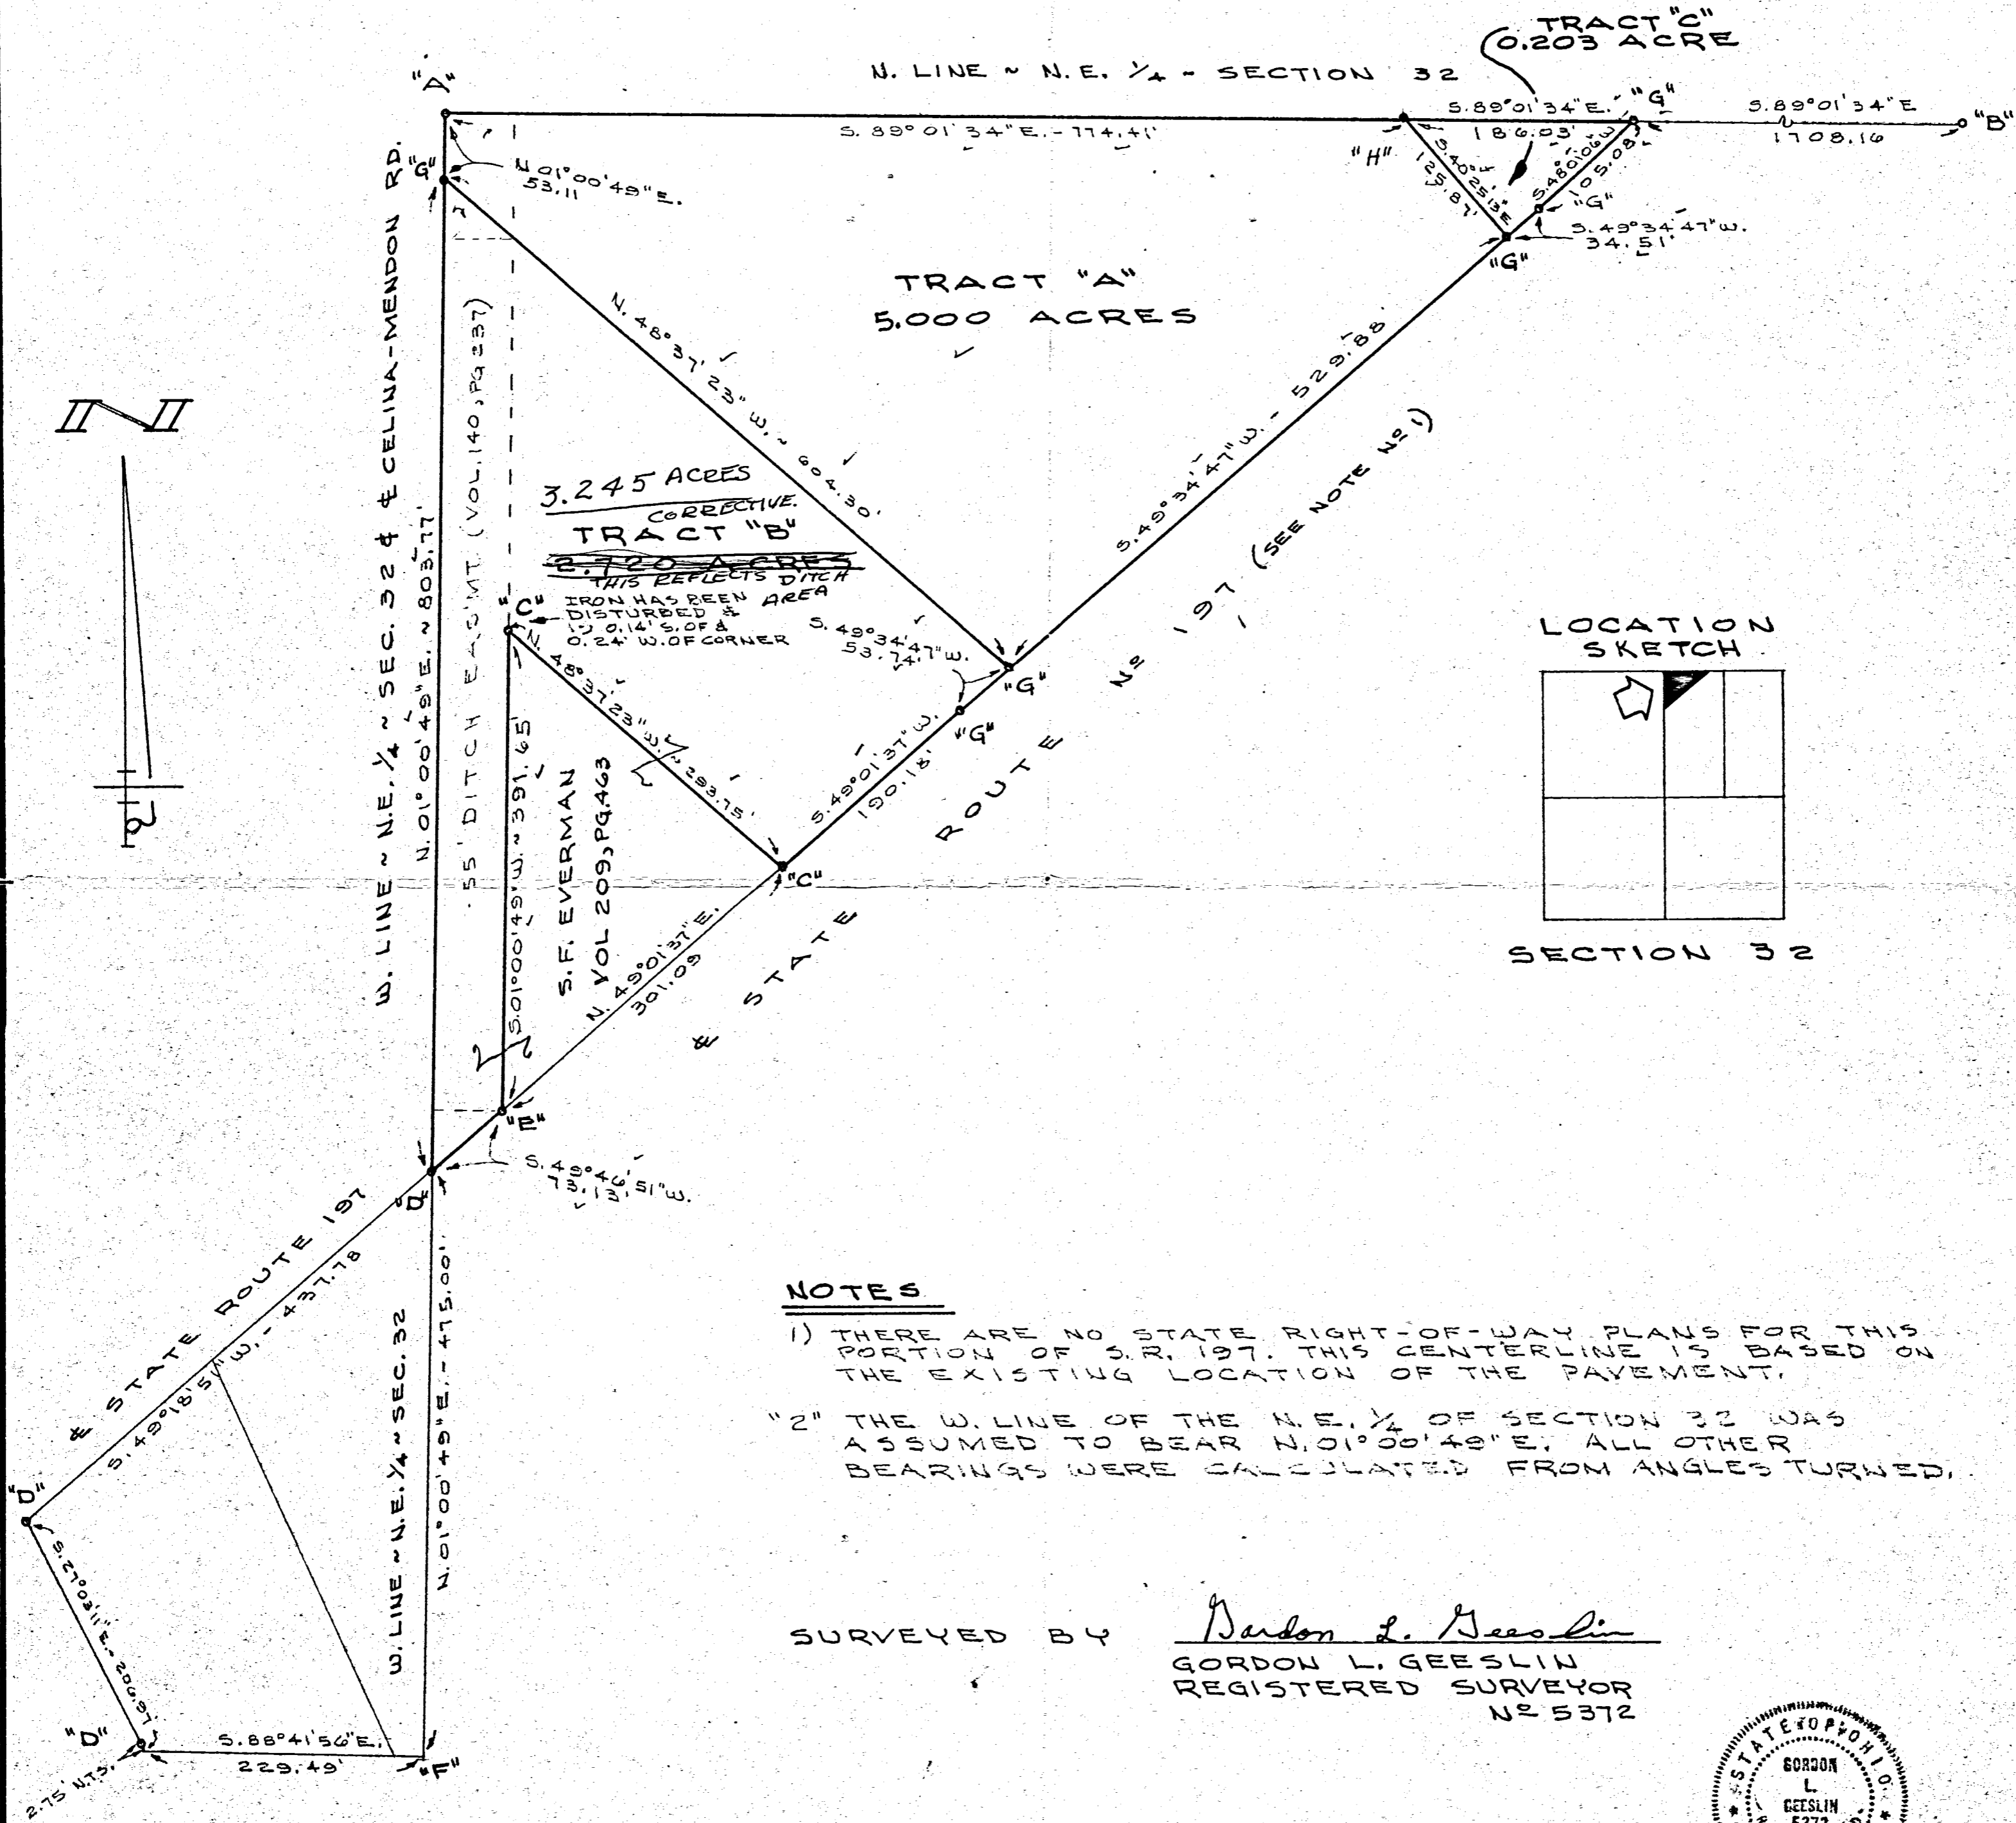 TRACT "C"
0.203 ACRE
N. LINE ~ N.E. 1/4 ~ SECTION 32
"A"
S.89°01'34"E. - 774.41'
S.89°01'34"E.
186.03'
"G"
S.89°01'34"E
1708.16
"B"
"H"
S.40°25'13"E
125.87'
S.48°01'06"W
105.08'
"G"
S.49°34'47"W.
34.51'
"G"
"G"
N.01°00'49"E.
53.11
W. LINE ~ N.E. 1/4 ~ SEC. 32 & ℄ CELINA-MENDON RD.
N.01°00'49"E. ~ 803.77'
55' DITCH EAS'MT (VOL.140, PG 237)
TRACT "A"
5.000 ACRES
N. 48°37'23" W. ~ 604.30'
S.49°34'47"W. - 529.88'
3.245 ACRES
CORRECTIVE.
TRACT "B"
2.720 ACRES
THIS REFLECTS DITCH
AREA
"C"
IRON HAS BEEN
DISTURBED &
IS 0.14' S. OF &
0.24' W. OF CORNER
S. 49°34'47"W.
53.74'
"G"
"G"
N. 48°37'23"W. ~ 293.75'
S.49°01'37"W.
190.18'
"C"
S.01°00'49"W. ~ 391.65'
S.F. EVERMAN
VOL 209, PG.463
N. 49°01'37"E.
301.09
℄ STATE ROUTE Nº 197 (SEE NOTE Nº 1)
"E"
S.49°46'51"W.
73.13'
"D"
LOCATION
SKETCH
SECTION 32
℄ STATE ROUTE 197
S.49°18'51"W. - 437.78
W. LINE ~ N.E. 1/4 ~ SEC. 32
N.01°00'49"E. - 475.00'
"D"
S.27°03'11"E. - 206.97'
"D"
2.75' N.T.S.
S.88°41'56"E.
229.49'
"F"
NOTES
1) THERE ARE NO STATE RIGHT-OF-WAY PLANS FOR THIS
PORTION OF S.R. 197. THIS CENTERLINE IS BASED ON
THE EXISTING LOCATION OF THE PAVEMENT.
"2" THE W. LINE OF THE N.E. 1/4 OF SECTION 32 WAS
ASSUMED TO BEAR N.01°00'49"E. ALL OTHER
BEARINGS WERE CALCULATED FROM ANGLES TURNED.
SURVEYED BY Gordon L. Geeslin
GORDON L. GEESLIN
REGISTERED SURVEYOR
Nº 5372
STATE OF OHIO
GORDON
L.
GEESLIN
5372